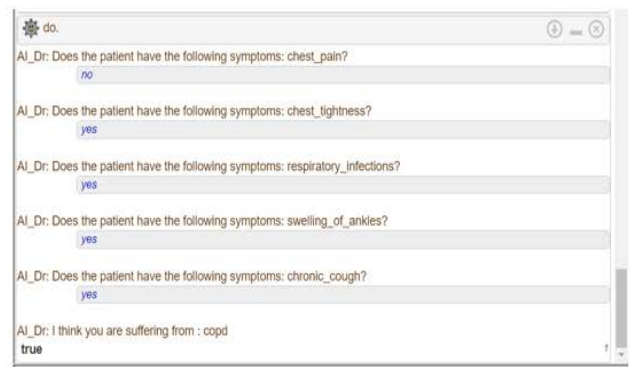 do.
AI_Dr: Does the patient have the following symptoms: chest_pain?
no
AI_Dr: Does the patient have the following symptoms: chest_tightness?
yes
AI_Dr: Does the patient have the following symptoms: respiratory_infections?
yes
AI_Dr: Does the patient have the following symptoms: swelling_of_ankles?
yes
AI_Dr: Does the patient have the following symptoms: chronic_cough?
yes
AI_Dr: I think you are suffering from : copd
true